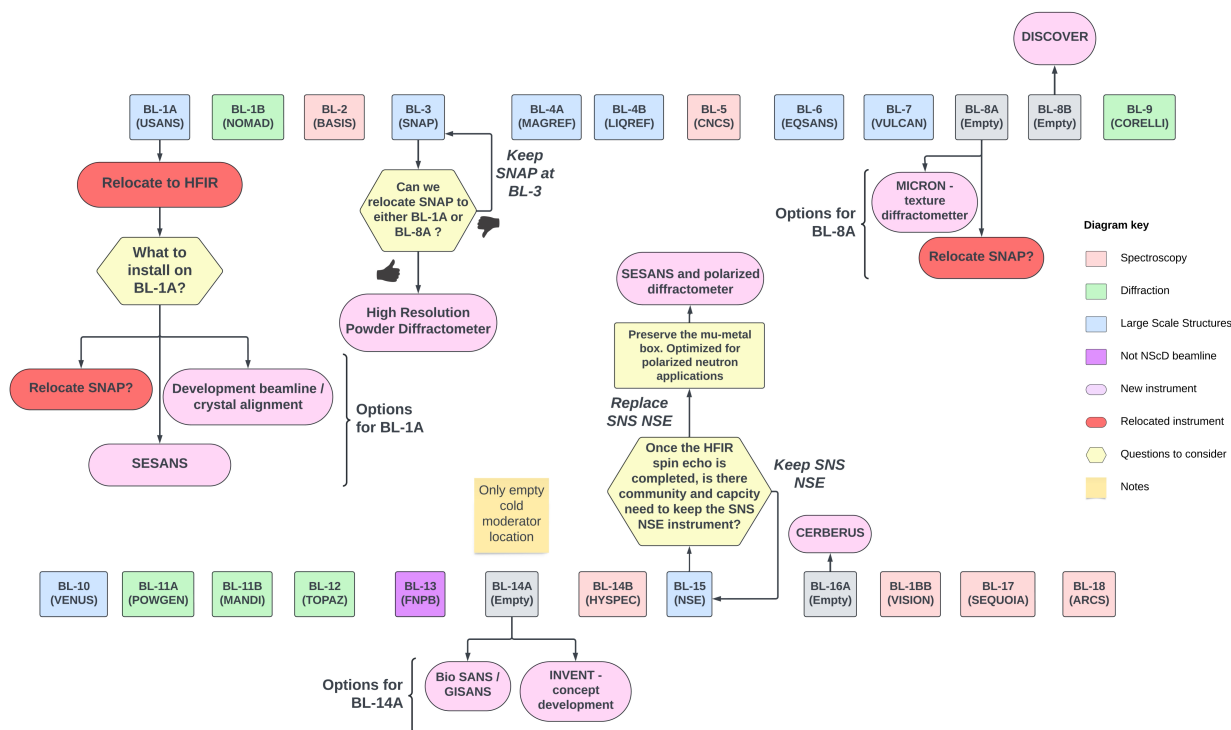 DISCOVER
BL-1A
(USANS)
BL-1B
(NOMAD)
BL-2
(BASIS)
BL-3
(SNAP)
BL-4A
(MAGREF)
BL-4B
(LIQREF)
BL-5
(CNCS)
BL-6
(EQSANS)
BL-7
(VULCAN)
BL-8A
(Empty)
BL-8B
(Empty)
BL-9
(CORELLI)
Relocate to HFIR
What to
install on
BL-1A?
Relocate SNAP?
Development beamline /
crystal alignment
SESANS
Options
for BL-1A
Keep
SNAP at
BL-3
Can we
relocate SNAP to
either BL-1A or
BL-8A ?
High Resolution
Powder Diffractometer
Options for
BL-8A
MICRON -
texture
diffractometter
Relocate SNAP?
SESANS and polarized
diffractometer
Preserve the mu-metal
box. Optimized for
polarized neutron
applications
Replace
SNS NSE
Once the HFIR
spin echo is
completed, is there
community and capcity
need to keep the SNS
NSE instrument?
Keep SNS
NSE
Only empty
cold
moderator
location
CERBERUS
Diagram key
Spectroscopy
Diffraction
Large Scale Structures
Not NScD beamline
New instrument
Relocated instrument
Questions to consider
Notes
BL-10
(VENUS)
BL-11A
(POWGEN)
BL-11B
(MANDI)
BL-12
(TOPAZ)
BL-13
(FNPB)
BL-14A
(Empty)
BL-14B
(HYSPEC)
BL-15
(NSE)
BL-16A
(Empty)
BL-1BB
(VISION)
BL-17
(SEQUOIA)
BL-18
(ARCS)
Options for
BL-14A
Bio SANS /
GISANS
INVENT -
concept
development